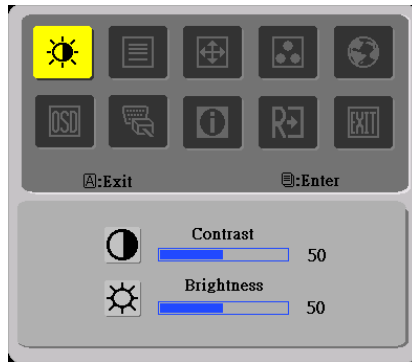 OSD R EXIT
A:Exit :Enter
Contrast
50
Brightness
50